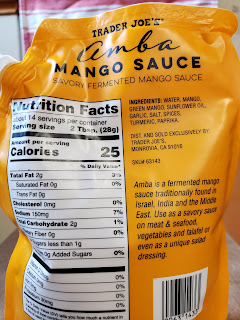 TRADER JOE'S
Amba
MANGO SAUCE
SAVORY FERMENTED MANGO SAUCE
Nutrition Facts
About 14 servings per container
Serving size 2 Tbsp. (28g)
Amount per serving
Calories 25
% Daily Value*
Total Fat 2g 3%
Saturated Fat 0g 0%
Trans Fat 0g
Cholesterol 0mg 0%
Sodium 150mg 7%
Total Carbohydrate 2g 1%
Fiber 0g 0%
Sugars less than 1g
0g Added Sugars 0%
0%
0%
0%
0%
INGREDIENTS: WATER, MANGO,
GREEN MANGO, SUNFLOWER OIL,
GARLIC, SALT, SPICES,
TURMERIC, PAPRIKA.
DIST. AND SOLD EXCLUSIVELY BY:
TRADER JOE'S,
MONROVIA, CA 91016
SKU# 63143
Amba is a fermented mango
sauce traditionally found in
Israel, India and the Middle
East. Use as a savory sauce
on meat & seafood,
vegetables and falafel or
even as a unique salad
dressing.